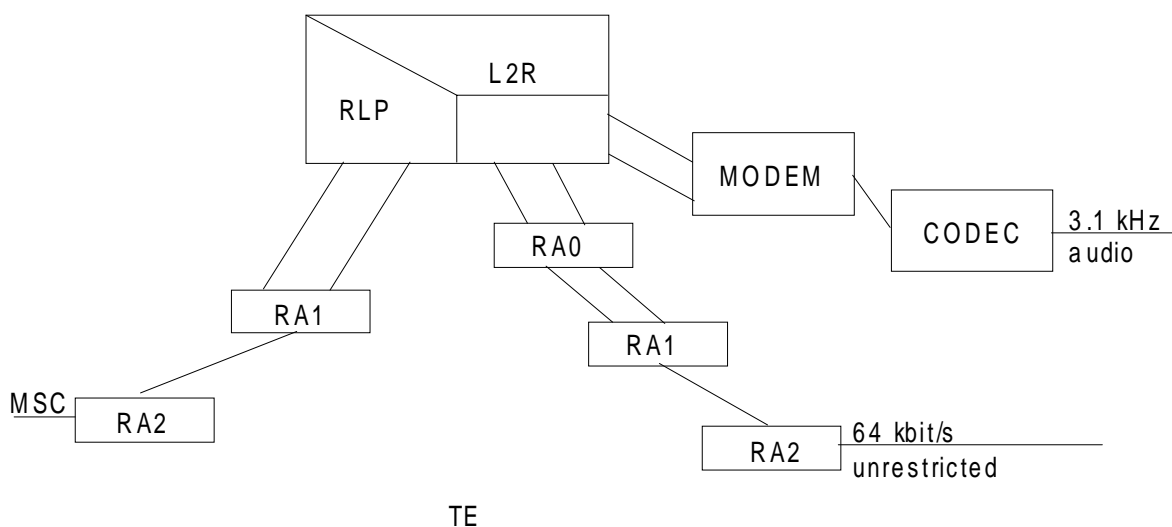 L2R
RLP
MODEM
3.1 kHz
CODEC
audio
RA0
RA1
RA1
MSC
RA2
64 kbit/s
RA2
unrestricted
TE